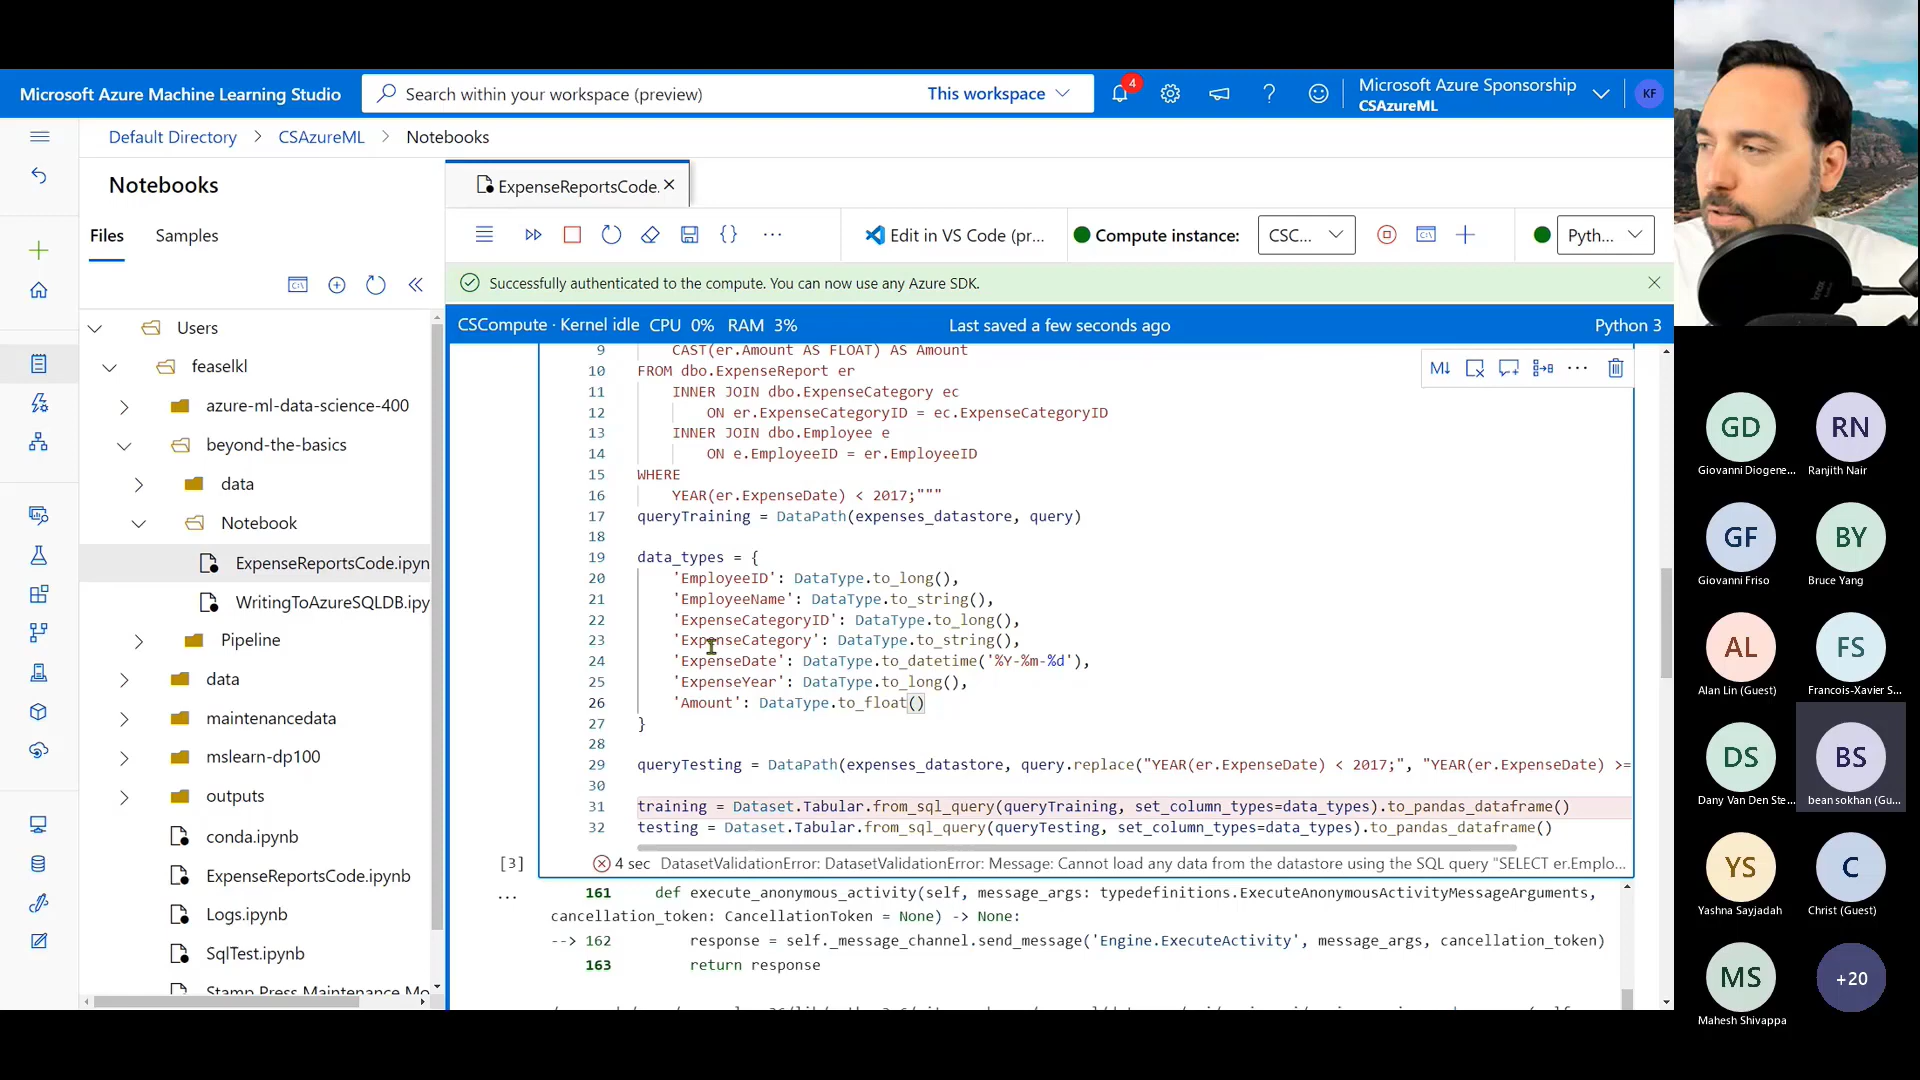 Microsoft Azure Machine Learning Studio
Search within your workspace (preview)
This workspace
4
Microsoft Azure Sponsorship
CSAzureML
KF
Default Directory > CSAzureML > Notebooks
Notebooks
Files
Samples
Users
feaselkl
azure-ml-data-science-400
beyond-the-basics
data
Notebook
ExpenseReportsCode.ipyn
WritingToAzureSQLDB.ipy
Pipeline
data
maintenancedata
mslearn-dp100
outputs
conda.ipynb
ExpenseReportsCode.ipynb
Logs.ipynb
SqlTest.ipynb
Stamp Press Maintenance Mo
ExpenseReportsCode.
Edit in VS Code (pr...
Compute instance:
CSC...
Pyth...
Successfully authenticated to the compute. You can now use any Azure SDK.
CSCompute · Kernel idle CPU 0% RAM 3%
Last saved a few seconds ago
Python 3
9 CAST(er.Amount AS FLOAT) AS Amount
10 FROM dbo.ExpenseReport er
11 INNER JOIN dbo.ExpenseCategory ec
12 ON er.ExpenseCategoryID = ec.ExpenseCategoryID
13 INNER JOIN dbo.Employee e
14 ON e.EmployeeID = er.EmployeeID
15 WHERE
16 YEAR(er.ExpenseDate) < 2017;"""
17 queryTraining = DataPath(expenses_datastore, query)
18
19 data_types = {
20 'EmployeeID': DataType.to_long(),
21 'EmployeeName': DataType.to_string(),
22 'ExpenseCategoryID': DataType.to_long(),
23 'ExpenseCategory': DataType.to_string(),
24 'ExpenseDate': DataType.to_datetime('%Y-%m-%d'),
25 'ExpenseYear': DataType.to_long(),
26 'Amount': DataType.to_float()
27 }
28
29 queryTesting = DataPath(expenses_datastore, query.replace("YEAR(er.ExpenseDate) < 2017;", "YEAR(er.ExpenseDate) >=
30
31 training = Dataset.Tabular.from_sql_query(queryTraining, set_column_types=data_types).to_pandas_dataframe()
32 testing = Dataset.Tabular.from_sql_query(queryTesting, set_column_types=data_types).to_pandas_dataframe()
[3]
4 sec DatasetValidationError: DatasetValidationError: Message: Cannot load any data from the datastore using the SQL query "SELECT er.Emplo...
161 def execute_anonymous_activity(self, message_args: typedefinitions.ExecuteAnonymousActivityMessageArguments,
cancellation_token: CancellationToken = None) -> None:
--> 162 response = self._message_channel.send_message('Engine.ExecuteActivity', message_args, cancellation_token)
163 return response
GD
Giovanni Diogene...
RN
Ranjith Nair
GF
Giovanni Friso
BY
Bruce Yang
AL
Alan Lin (Guest)
FS
Francois-Xavier S...
DS
Dany Van Den Ste...
BS
bean sokhan (Gu...
YS
Yashna Sayjadah
C
Christ (Guest)
MS
Mahesh Shivappa
+20